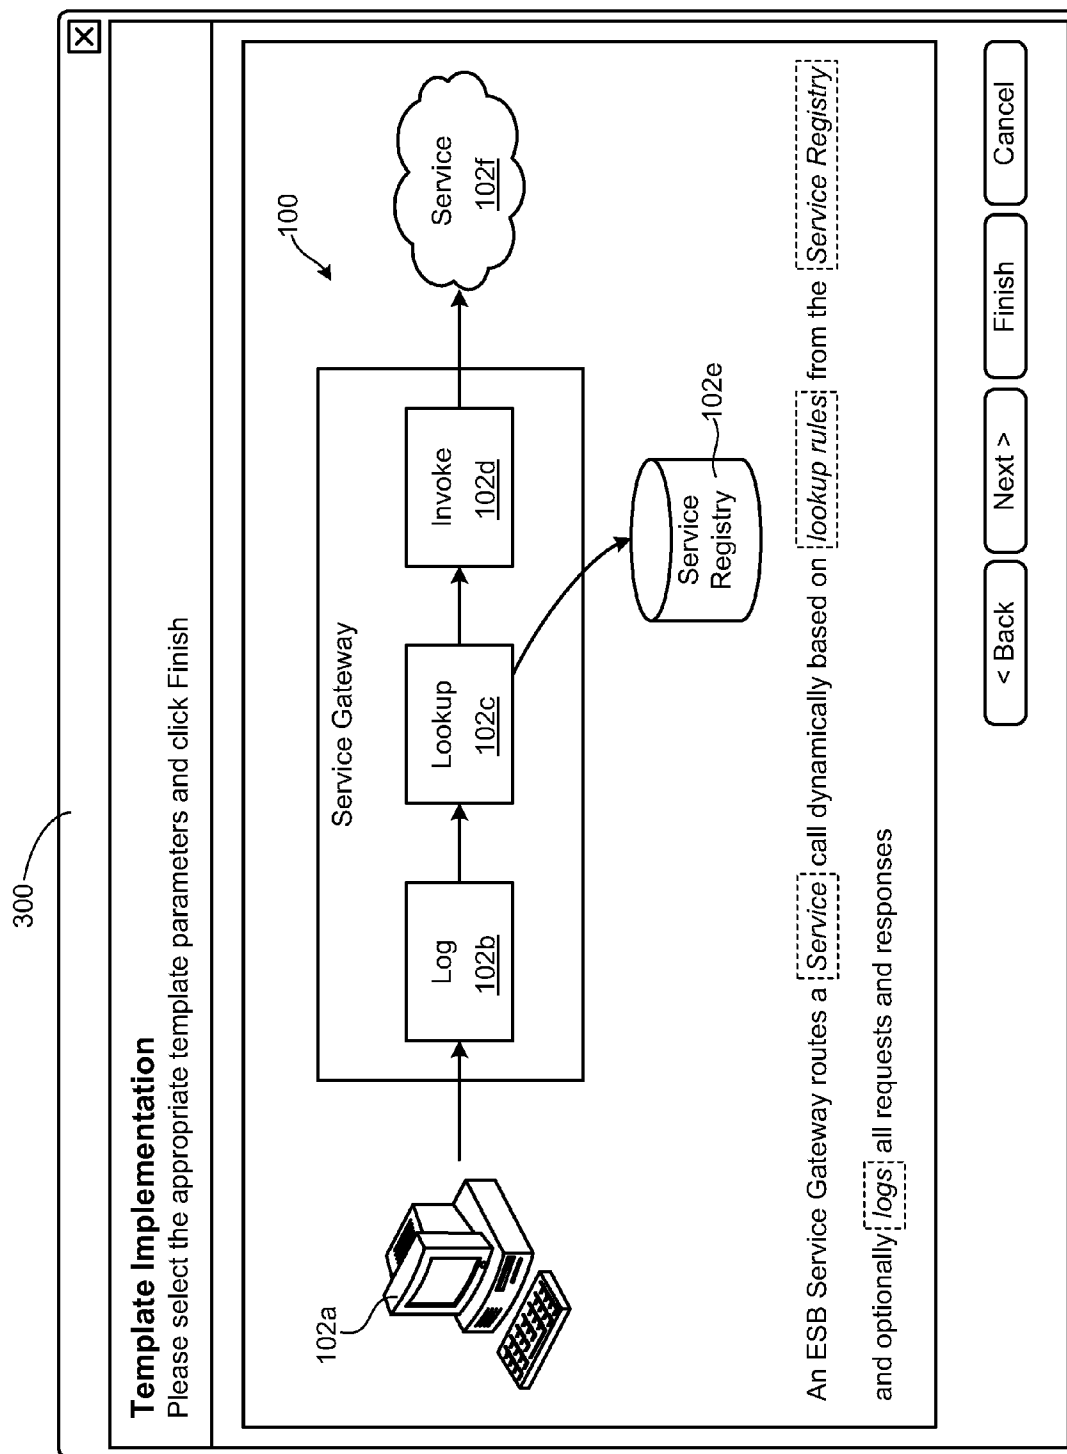 300
Template Implementation
Please select the appropriate template parameters and click Finish
100
Service Gateway
102a
Log
102b
Lookup
102c
Invoke
102d
Service
102f
Service
Registry
102e
An ESB Service Gateway routes a Service call dynamically based on lookup rules from the Service Registry
and optionally logs all requests and responses
< Back
Next >
Finish
Cancel